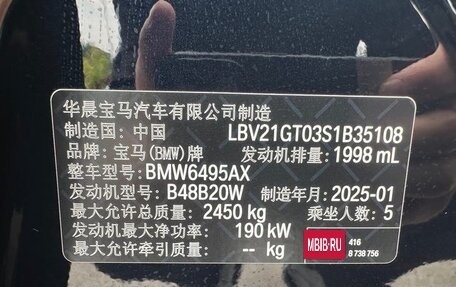 华晨宝马汽车有限公司制造
制造国: 中国 LBV21GT03S1B35108
品牌: 宝马(BMW)牌 发动机排量: 1998 mL
整车型号: BMW6495AX
发动机型号: B48B20W 制造年月: 2025-01
最大允许总质量: 2450 kg 乘坐人数: 5
发动机最大净功率: 190 kW
最大允许牵引质量: -- kg
MBIB.RU
416
8 738 756